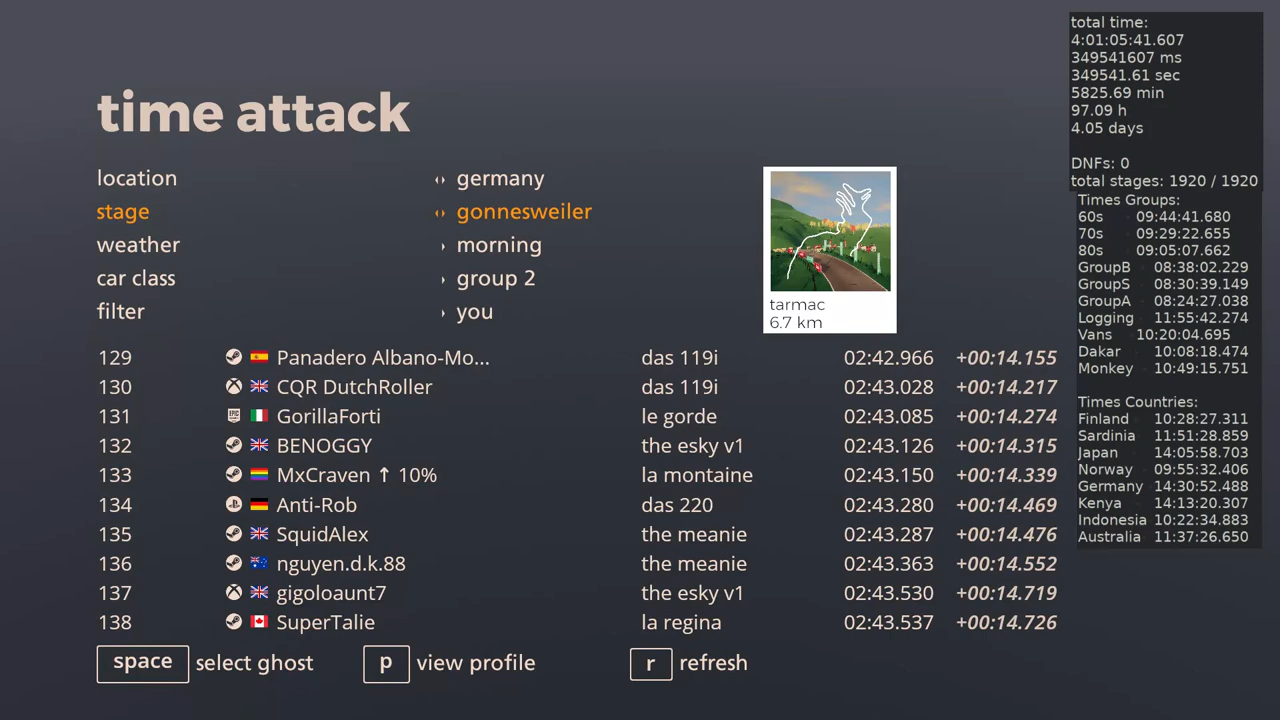 time attack
location germany
stage gonnesweiler
weather morning
car class group 2
filter you
tarmac
6.7 km
129 Panadero Albano-Mo... das 119i 02:42.966 +00:14.155
130 CQR DutchRoller das 119i 02:43.028 +00:14.217
131 GorillaForti le gorde 02:43.085 +00:14.274
132 BENOGGY the esky v1 02:43.126 +00:14.315
133 MxCraven ↑ 10% la montaine 02:43.150 +00:14.339
134 Anti-Rob das 220 02:43.280 +00:14.469
135 SquidAlex the meanie 02:43.287 +00:14.476
136 nguyen.d.k.88 the meanie 02:43.363 +00:14.552
137 gigoloaunt7 the esky v1 02:43.530 +00:14.719
138 SuperTalie la regina 02:43.537 +00:14.726
space select ghost p view profile r refresh
total time:
4:01:05:41.607
349541607 ms
349541.61 sec
5825.69 min
97.09 h
4.05 days
DNFs: 0
total stages: 1920 / 1920
Times Groups:
60s 09:44:41.680
70s 09:29:22.655
80s 09:05:07.662
GroupB 08:38:02.229
GroupS 08:30:39.149
GroupA 08:24:27.038
Logging 11:55:42.274
Vans 10:20:04.695
Dakar 10:08:18.474
Monkey 10:49:15.751
Times Countries:
Finland 10:28:27.311
Sardinia 11:51:28.859
Japan 14:05:58.703
Norway 09:55:32.406
Germany 14:30:52.488
Kenya 14:13:20.307
Indonesia 10:22:34.883
Australia 11:37:26.650